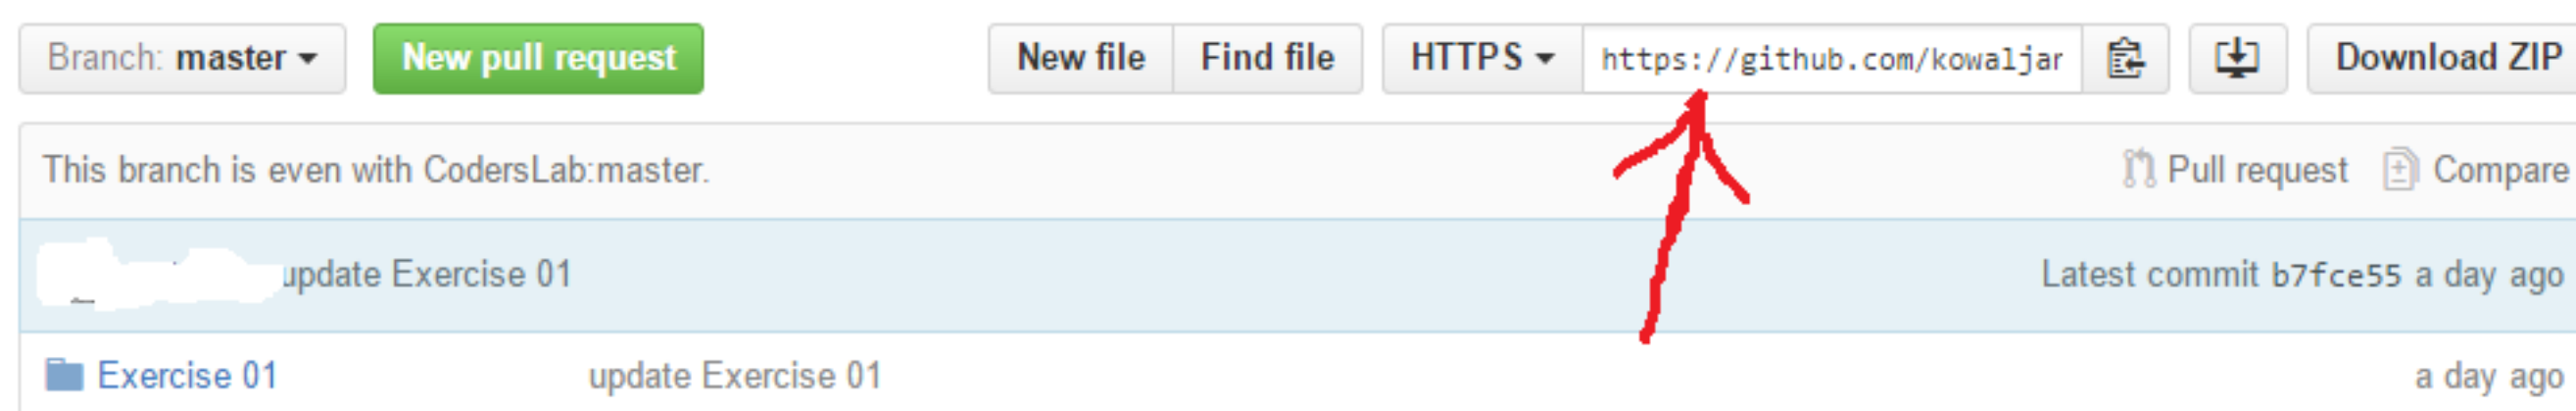 Branch: master New pull request New file Find file HTTPS https://github.com/kowaljar Download ZIP
This branch is even with CodersLab:master. Pull request Compare
update Exercise 01 Latest commit b7fce55 a day ago
Exercise 01 update Exercise 01 a day ago